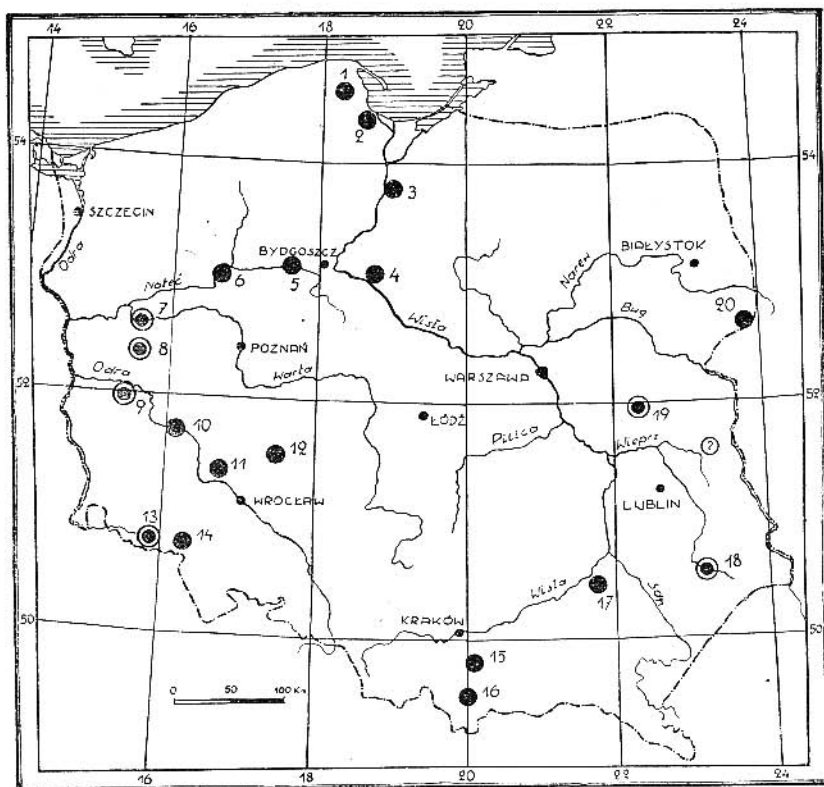 14 16 18 20 22 24
1
2
54 54
3
SZCZECIN
Odra
BYDGOSZCZ
BIAŁYSTOK
Narew
6 5 4
Noteć
20
7
Wisła
Bug
8
POZNAŃ
52 52
Odra
Warta
WARSZAWA
9
ŁÓDŹ
19
10
Pilica
Wieprz
?
12
11
WROCŁAW
LUBLIN
13
14
18
Wisła
San
17
50 50
KRAKÓW
15
16
0 50 100 Km
16 18 20 22 24